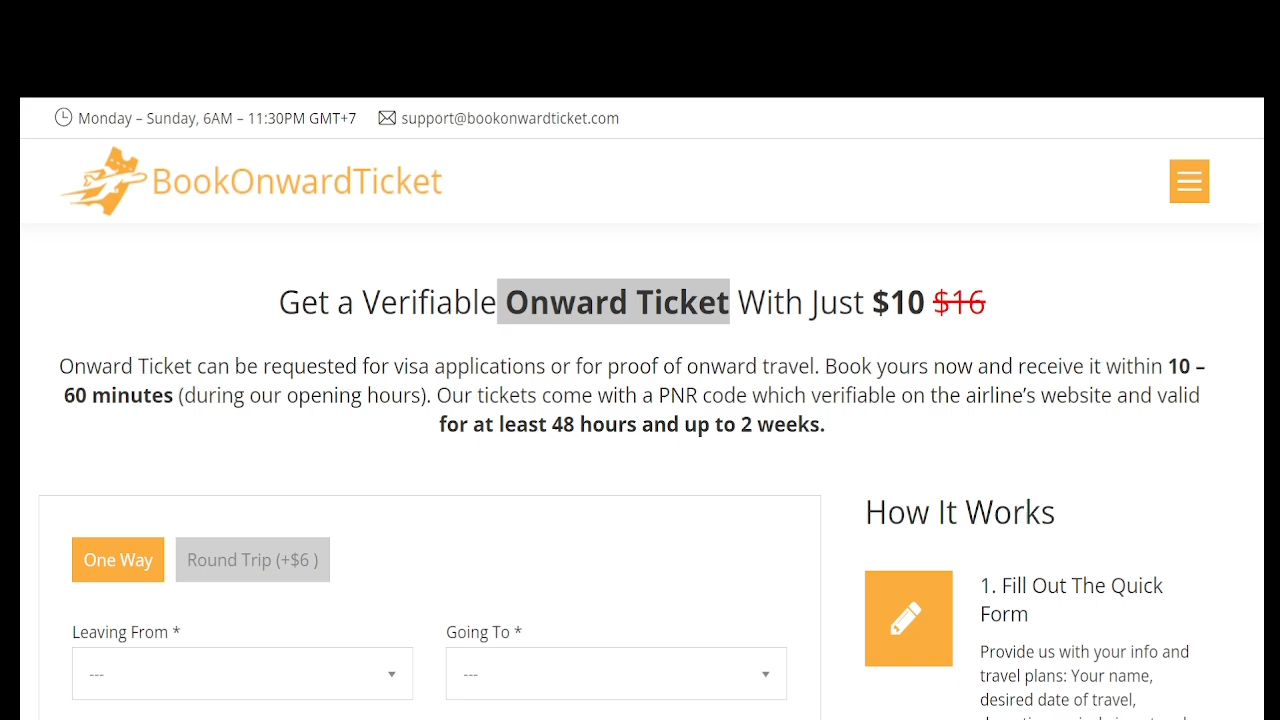 Monday – Sunday, 6AM – 11:30PM GMT+7 support@bookonwardticket.com
BookOnwardTicket
Get a Verifiable Onward Ticket With Just $10 $16
Onward Ticket can be requested for visa applications or for proof of onward travel. Book yours now and receive it within 10 –
60 minutes (during our opening hours). Our tickets come with a PNR code which verifiable on the airline’s website and valid
for at least 48 hours and up to 2 weeks.
How It Works
One Way Round Trip (+$6 )
1. Fill Out The Quick
Form
Leaving From * Going To *
Provide us with your info and
--- ---
travel plans: Your name,
desired date of travel,